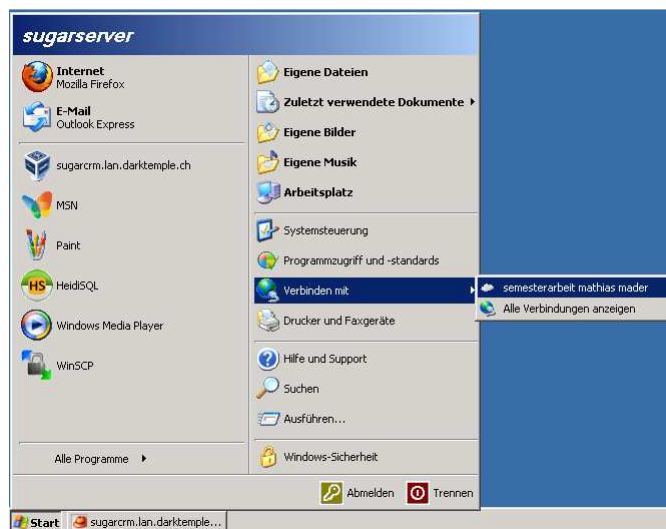 sugarserver
Internet
Mozilla Firefox
E-Mail
Outlook Express
sugarcrm.lan.darktemple.ch
MSN
Paint
HS HeidiSQL
Windows Media Player
WinSCP
Alle Programme
Eigene Dateien
Zuletzt verwendete Dokumente
Eigene Bilder
Eigene Musik
Arbeitsplatz
Systemsteuerung
Programmzugriff und -standards
Verbinden mit
Drucker und Faxgeräte
Hilfe und Support
Suchen
Ausführen...
Windows-Sicherheit
semesterarbeit mathias mader
Alle Verbindungen anzeigen
Abmelden
Trennen
Start
sugarcrm.lan.darktemple...